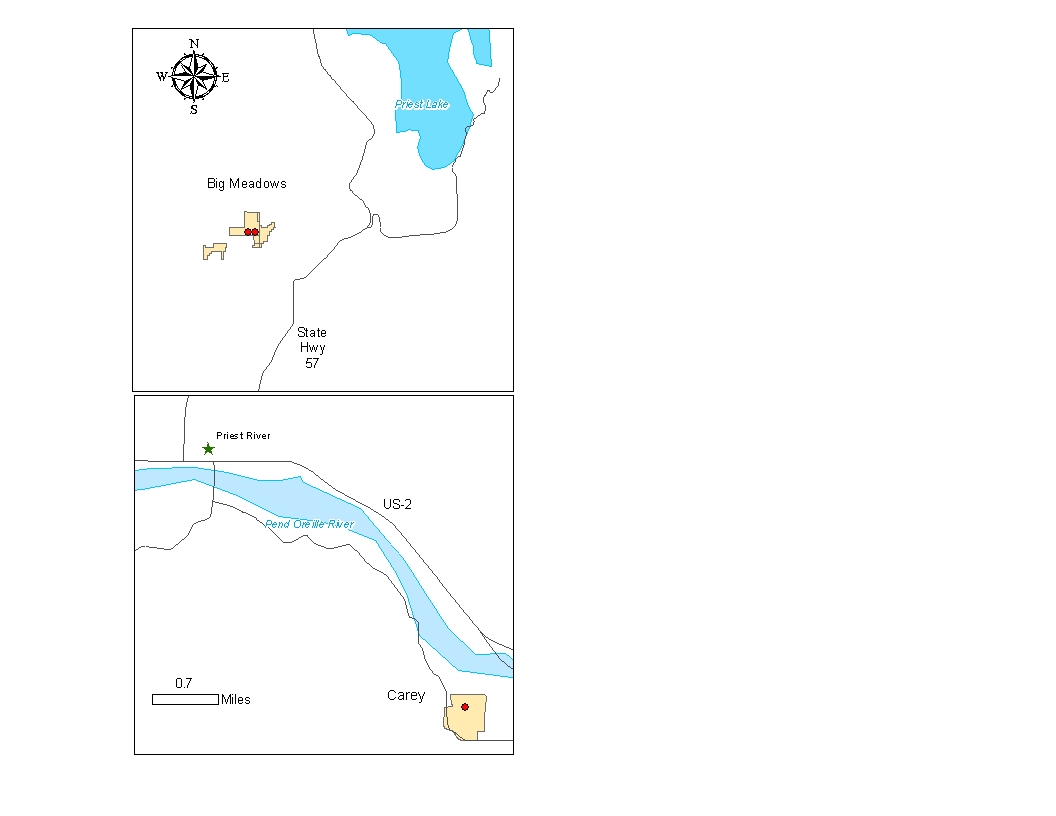 N
W E
S
Priest Lake
Big Meadows
State
Hwy
57
Priest River
US-2
Pend Oreille River
0.7
Miles
Carey